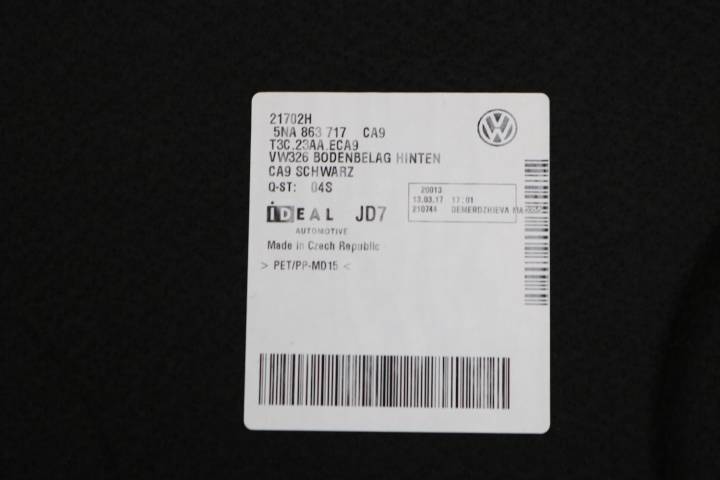 21702H
5NA 863 717 CA9
T3C.23AA.ECA9
VW326 BODENBELAG HINTEN
CA9 SCHWARZ
Q-ST: 04S
20013
13.03.17 17:01
210744 DEMERDZHIEVA
IDEAL JD7
AUTOMOTIVE
Made in Czech Republic
> PET/PP-MD15 <